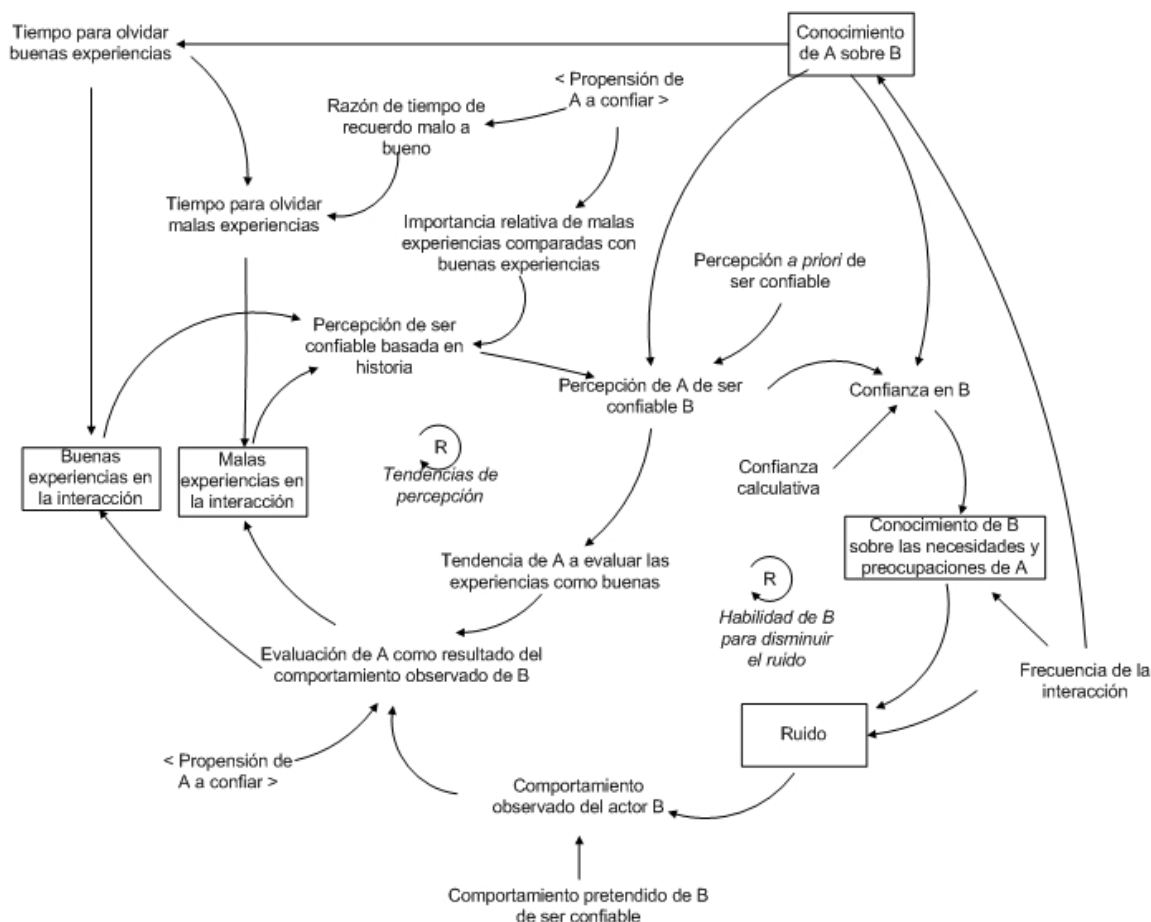 Tiempo para olvidar
buenas experiencias
Conocimiento
de A sobre B
< Propensión de
A a confiar >
Razón de tiempo de
recuerdo malo a
bueno
Tiempo para olvidar
malas experiencias
Importancia relativa de malas
experiencias comparadas con
buenas experiencias
Percepción a priori de
ser confiable
Percepción de ser
confiable basada en
historia
Percepción de A de ser
confiable B
Confianza en B
Buenas
experiencias en
la interacción
Malas
experiencias en
la interacción
R
Tendencias de
percepción
Confianza
calculativa
Conocimiento de B
sobre las necesidades y
preocupaciones de A
Tendencia de A a evaluar las
experiencias como buenas
R
Habilidad de B
para disminuir
el ruido
Evaluación de A como resultado del
comportamiento observado de B
Frecuencia de la
interacción
Ruido
< Propensión de
A a confiar >
Comportamiento
observado del actor B
Comportamiento pretendido de B
de ser confiable